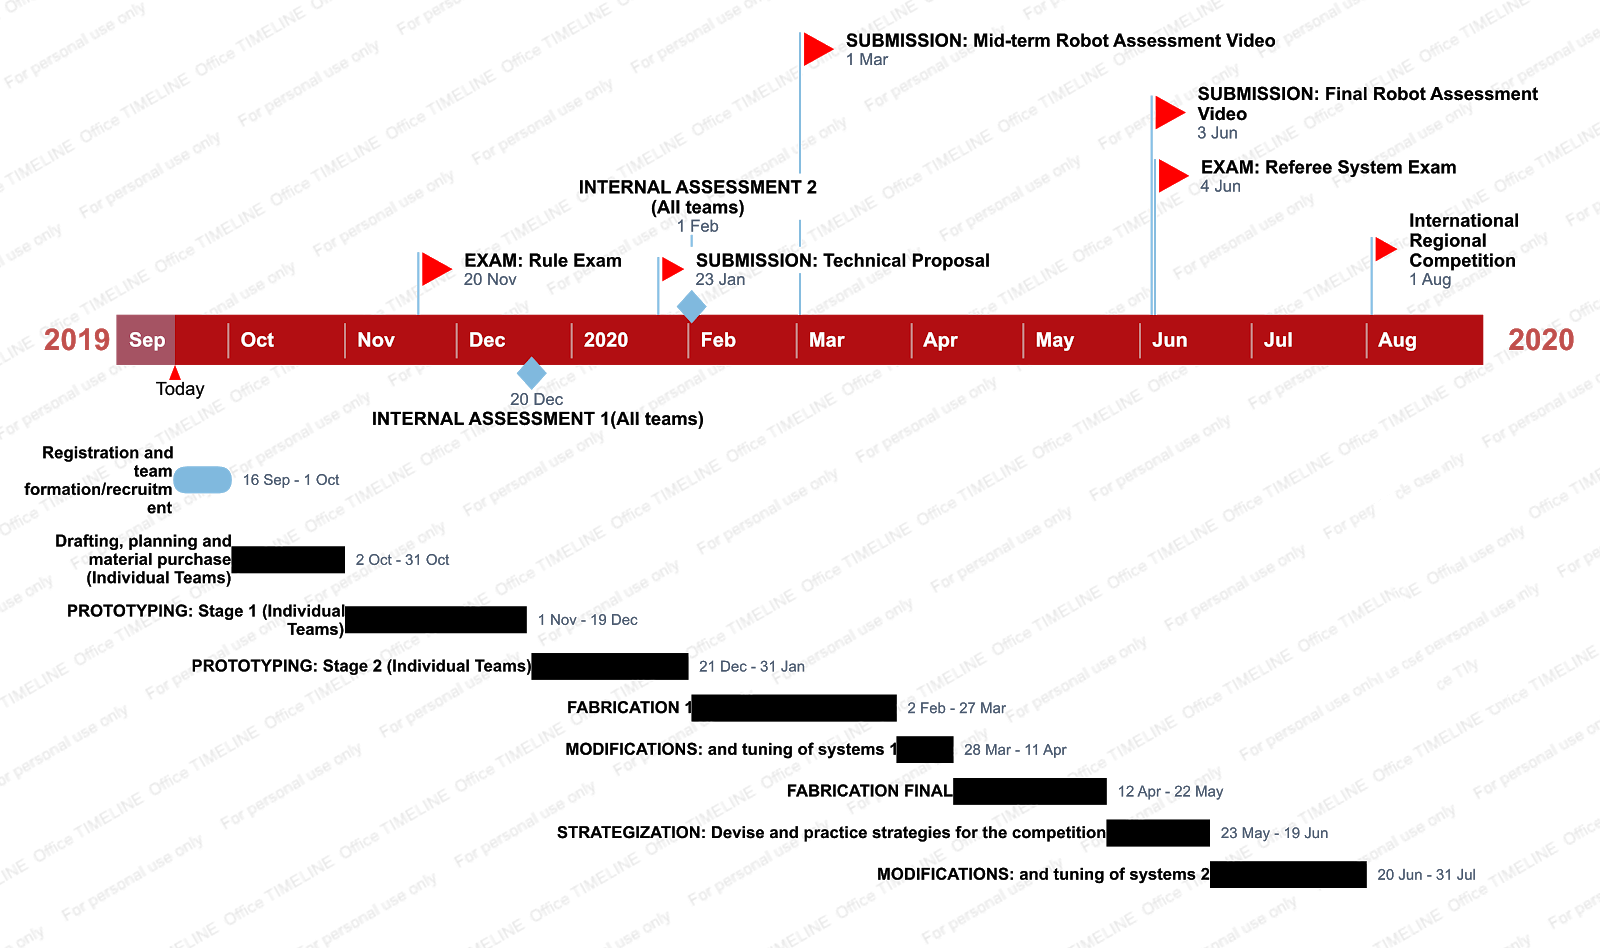 SUBMISSION: Mid-term Robot Assessment Video
1 Mar
SUBMISSION: Final Robot Assessment
Video
3 Jun
EXAM: Referee System Exam
4 Jun
INTERNAL ASSESSMENT 2
(All teams)
1 Feb
International
Regional
Competition
1 Aug
EXAM: Rule Exam
20 Nov
SUBMISSION: Technical Proposal
23 Jan
2019
Sep
Oct
Nov
Dec
2020
Feb
Mar
Apr
May
Jun
Jul
Aug
2020
Today
20 Dec
INTERNAL ASSESSMENT 1(All teams)
Registration and
team
formation/recruitm
ent
16 Sep - 1 Oct
Drafting, planning and
material purchase
(Individual Teams)
2 Oct - 31 Oct
PROTOTYPING: Stage 1 (Individual
Teams)
1 Nov - 19 Dec
PROTOTYPING: Stage 2 (Individual Teams)
21 Dec - 31 Jan
FABRICATION 1
2 Feb - 27 Mar
MODIFICATIONS: and tuning of systems 1
28 Mar - 11 Apr
FABRICATION FINAL
12 Apr - 22 May
STRATEGIZATION: Devise and practice strategies for the competition
23 May - 19 Jun
MODIFICATIONS: and tuning of systems 2
20 Jun - 31 Jul
Office TIMELINE
For personal use only